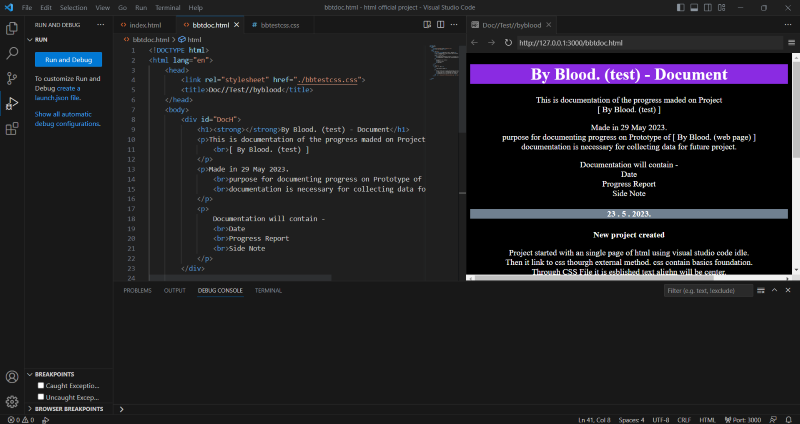 File Edit Selection View Go Run Terminal Help
bbtdoc.html - html official project - Visual Studio Code
RUN AND DEBUG
RUN
Run and Debug
To customize Run and
Debug create a
launch.json file.
Show all automatic
debug configurations.
BREAKPOINTS
Caught Exceptio...
Uncaught Excep...
BROWSER BREAKPOINTS
index.html bbtdoc.html bbtestcss.css
bbtdoc.html > html
1 <!DOCTYPE html>
2 <html lang="en">
3 <head>
4 <link rel="stylesheet" href="./bbtestcss.css">
5 <title>Doc//Test//byblood</title>
6 </head>
7 <body>
8 <div id="DocH">
9 <h1><strong></strong>By Blood. (test) - Document</h1>
10 <p>This is documentation of the progress maded on Project
11 <br>[ By Blood. (test) ]
12 </p>
13 <p>Made in 29 May 2023.
14 <br>purpose for documenting progress on Prototype of
15 <br>documentation is necessary for collecting data fo
16 </p>
17 <p>
18 Documentation will contain -
19 <br>Date
20 <br>Progress Report
21 <br>Side Note
22 </p>
23 </div>
24
Doc//Test//byblood
http://127.0.0.1:3000/bbtdoc.html
By Blood. (test) - Document
This is documentation of the progress maded on Project
[ By Blood. (test) ]
Made in 29 May 2023.
purpose for documenting progress on Prototype of [ By Blood. (web page) ]
documentation is necessary for collecting data for future project.
Documentation will contain -
Date
Progress Report
Side Note
23 . 5 . 2023.
New project created
Project started with an single page of html using visual studio code idle.
Then it link to css thourgh external method. css contain basics foundation.
Through CSS File it is esblished text alighn will be center.
PROBLEMS OUTPUT DEBUG CONSOLE TERMINAL
Filter (e.g. text, !exclude)
0 0
Ln 41, Col 8 Spaces: 4 UTF-8 CRLF HTML Port: 3000